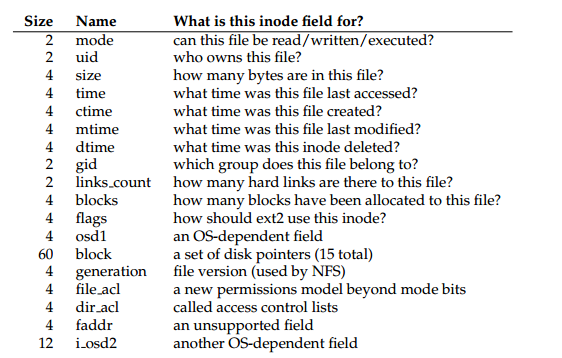 Size Name What is this inode field for?
2 mode can this file be read/written/executed?
2 uid who owns this file?
4 size how many bytes are in this file?
4 time what time was this file last accessed?
4 ctime what time was this file created?
4 mtime what time was this file last modified?
4 dtime what time was this inode deleted?
2 gid which group does this file belong to?
2 links_count how many hard links are there to this file?
4 blocks how many blocks have been allocated to this file?
4 flags how should ext2 use this inode?
4 osd1 an OS-dependent field
60 block a set of disk pointers (15 total)
4 generation file version (used by NFS)
4 file_acl a new permissions model beyond mode bits
4 dir_acl called access control lists
4 faddr an unsupported field
12 i_osd2 another OS-dependent field